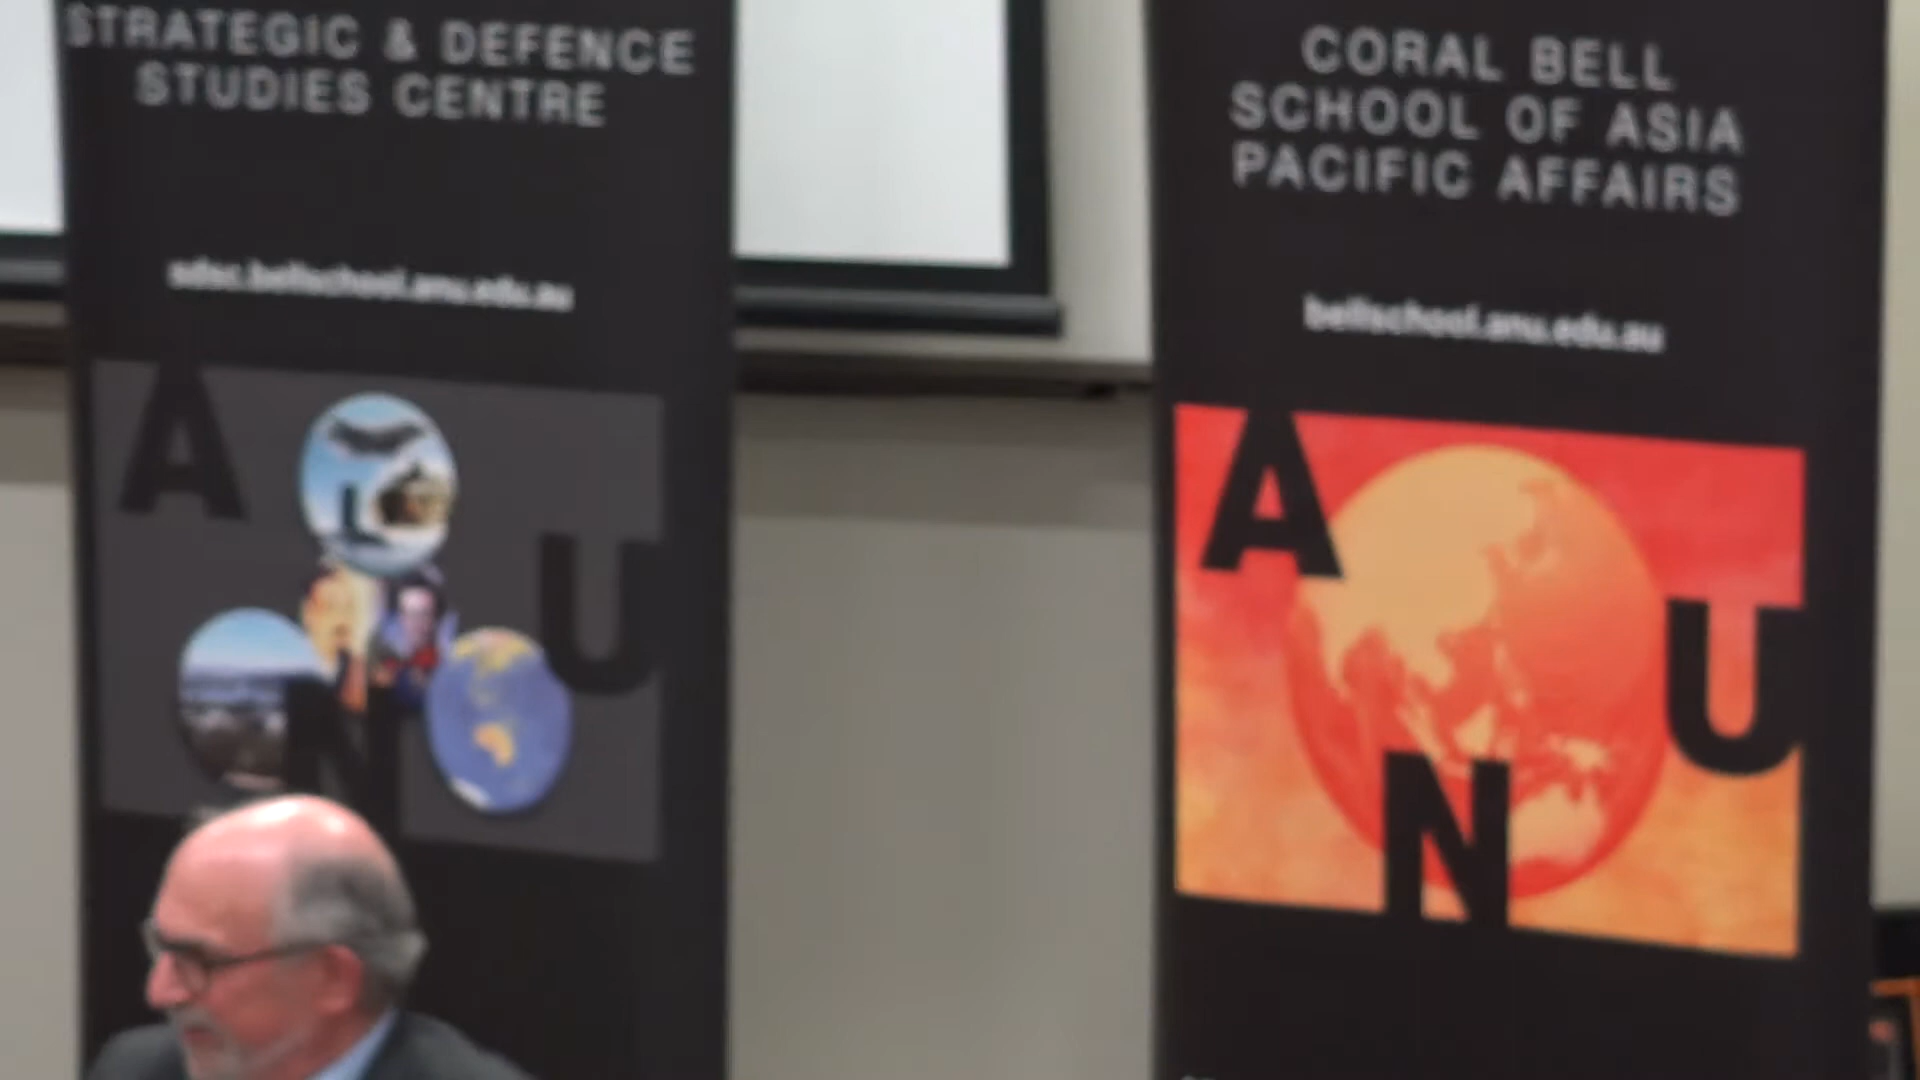 STRATEGIC & DEFENCE
STUDIES CENTRE
sdsc.bellschool.anu.edu.au
A
U
N
CORAL BELL
SCHOOL OF ASIA
PACIFIC AFFAIRS
bellschool.anu.edu.au
A
U
N